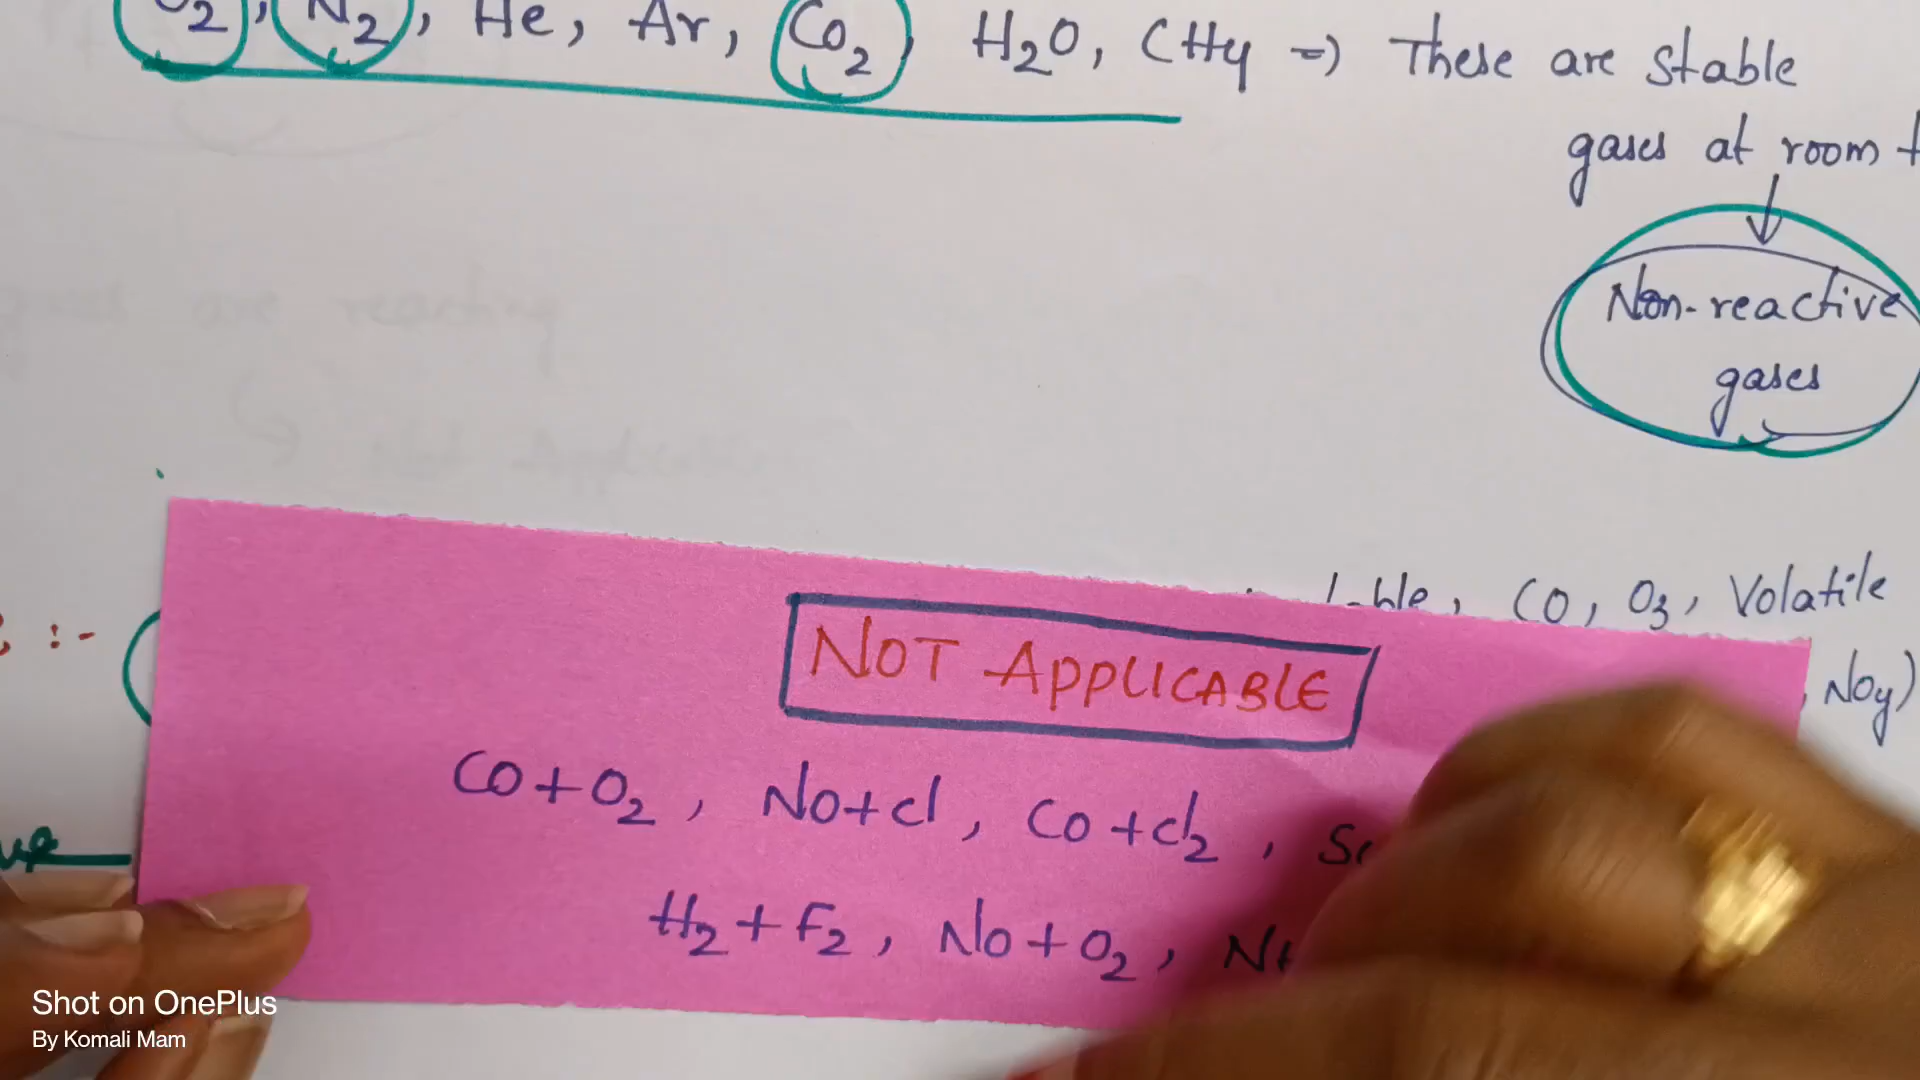 O2, N2, He, Ar, Co2, H2O, CH4 => These are stable
gases at room
Non-reactive
gases
CO, O3, Volatile
Noy)
NOT APPLICABLE
Co+O2, No+cl, Co+cl2,
H2+F2, No+O2,
Shot on OnePlus
By Komali Mam